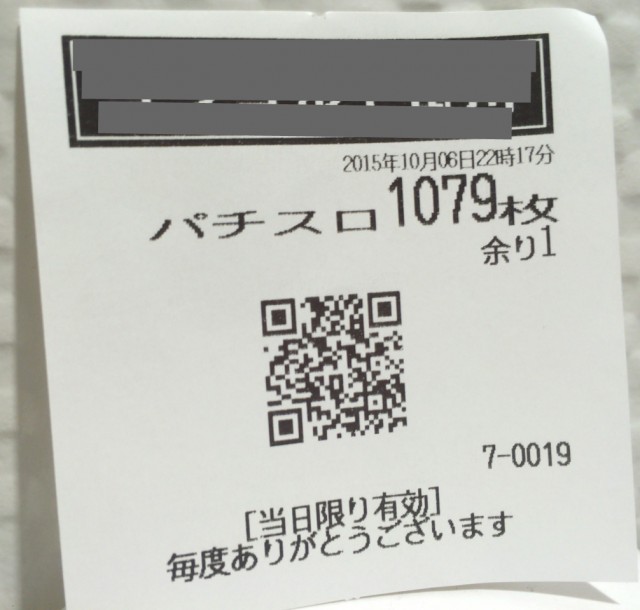 2015年10月06日22時17分
パチスロ1079枚
余り1
7-0019
[当日限り有効]
毎度ありがとうございます